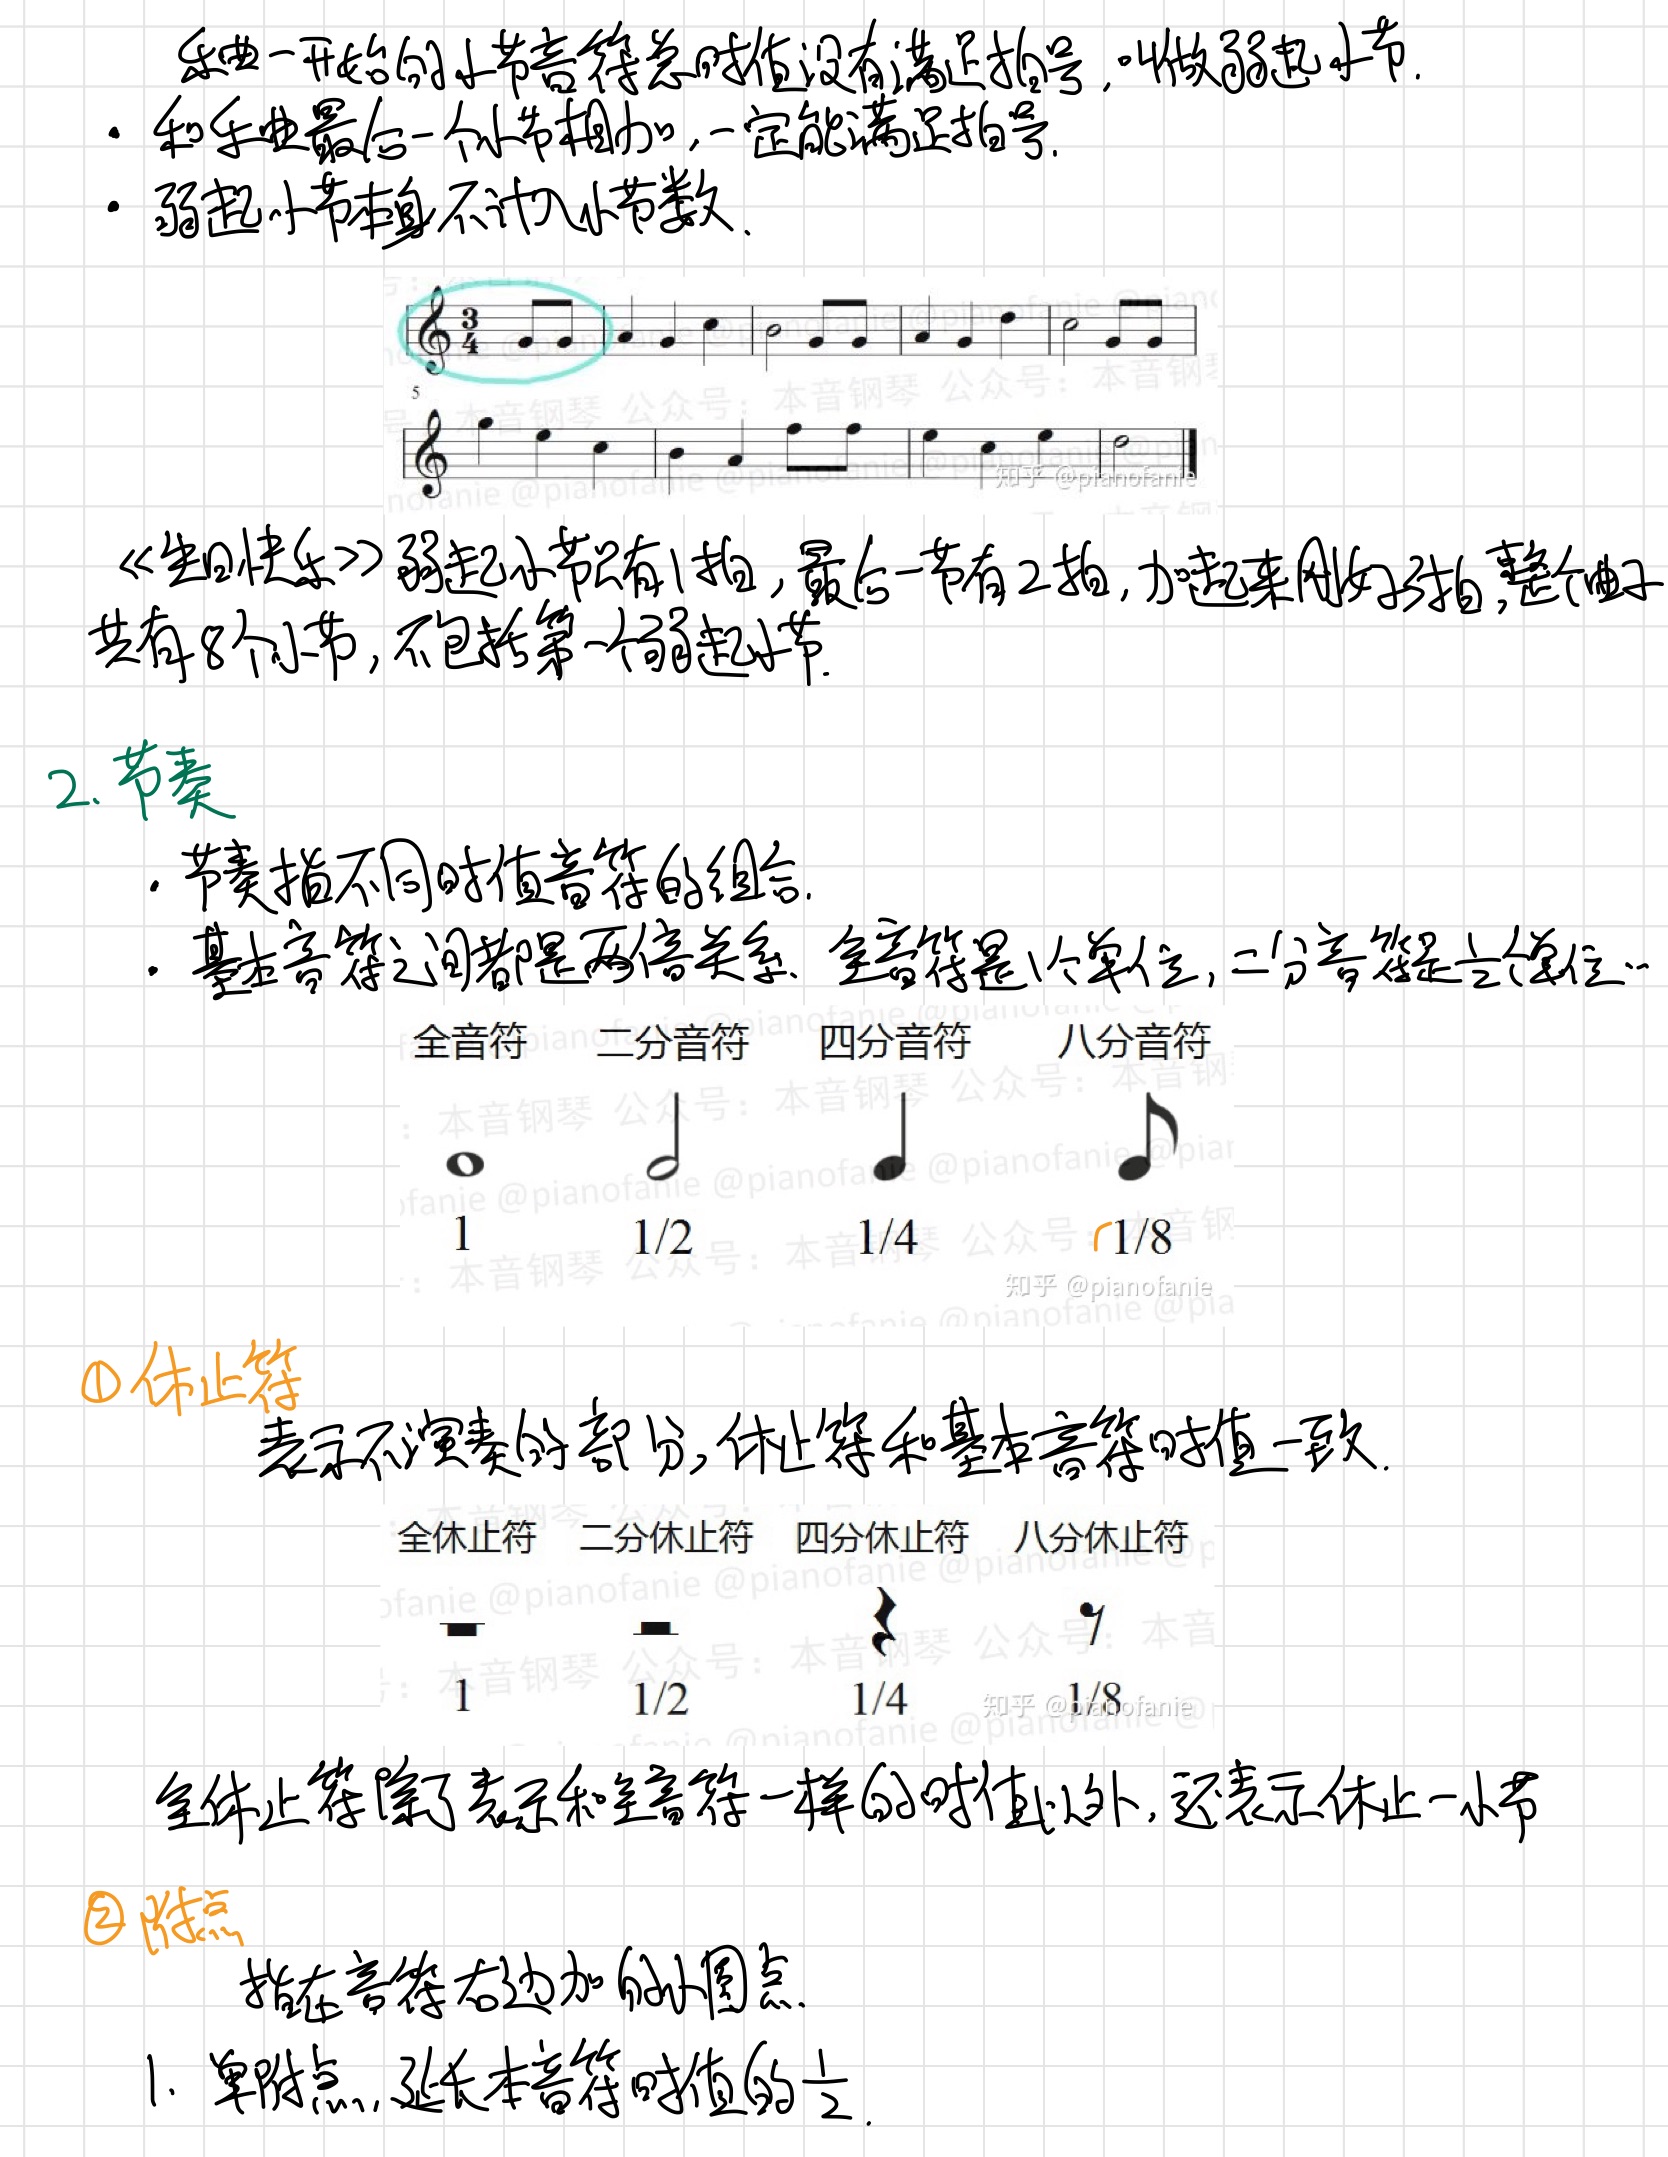 乐曲一开始的小节音符总时值没有满足拍号，叫做弱起小节.
· 和乐曲最后一个小节相加，一定能满足拍号.
· 弱起小节本身不计入小节数.
3
4
5
知乎 @pianofanie
《生日快乐》弱起小节只有1拍，最后一节有2拍，加起来刚好3拍，整个曲子
共有8个小节，不包括第一个弱起小节.
2. 节奏
· 节奏指不同时值音符的组合.
· 基本音符之间都是两倍关系、全音符是1个单位，二分音符是1/2个单位…
全音符 二分音符 四分音符 八分音符
1 1/2 1/4 1/8
知乎 @pianofanie
① 休止符
表示不演奏的部分，休止符和基本音符时值一致.
全休止符 二分休止符 四分休止符 八分休止符
1 1/2 1/4 1/8
知乎 @pianofanie
全休止符除了表示和全音符一样的时值以外，还表示休止一小节
② 附点
指在音符右边加的小圆点.
1. 单附点，延长本音符时值的1/2.